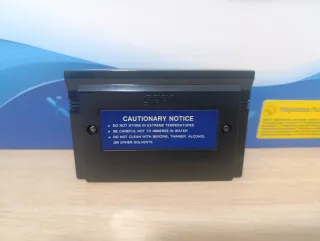 SEGA
CAUTIONARY NOTICE
• DO NOT STORE IN EXTREME TEMPERATURES
• BE CAREFUL NOT TO IMMERSE IN WATER
• DO NOT CLEAN WITH BENZINE, THINNER, ALCOHOL
OR OTHER SOLVENTS